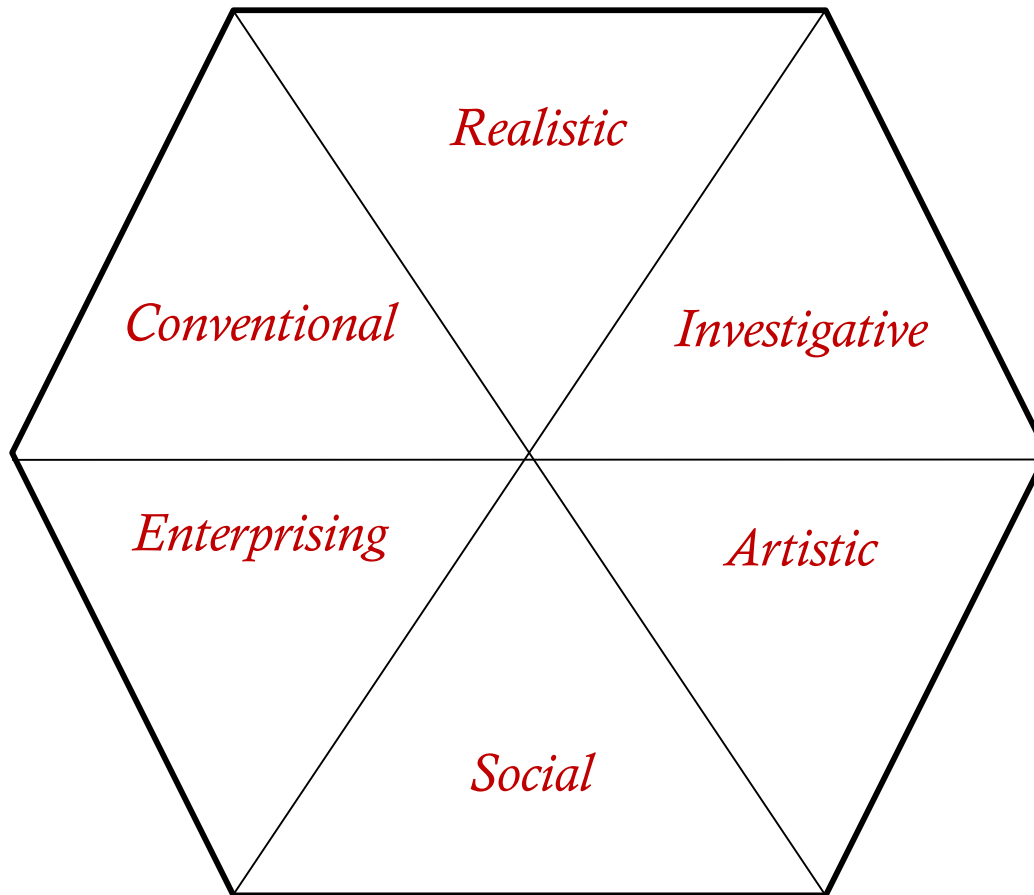 Realistic
Conventional
Investigative
Enterprising
Artistic
Social